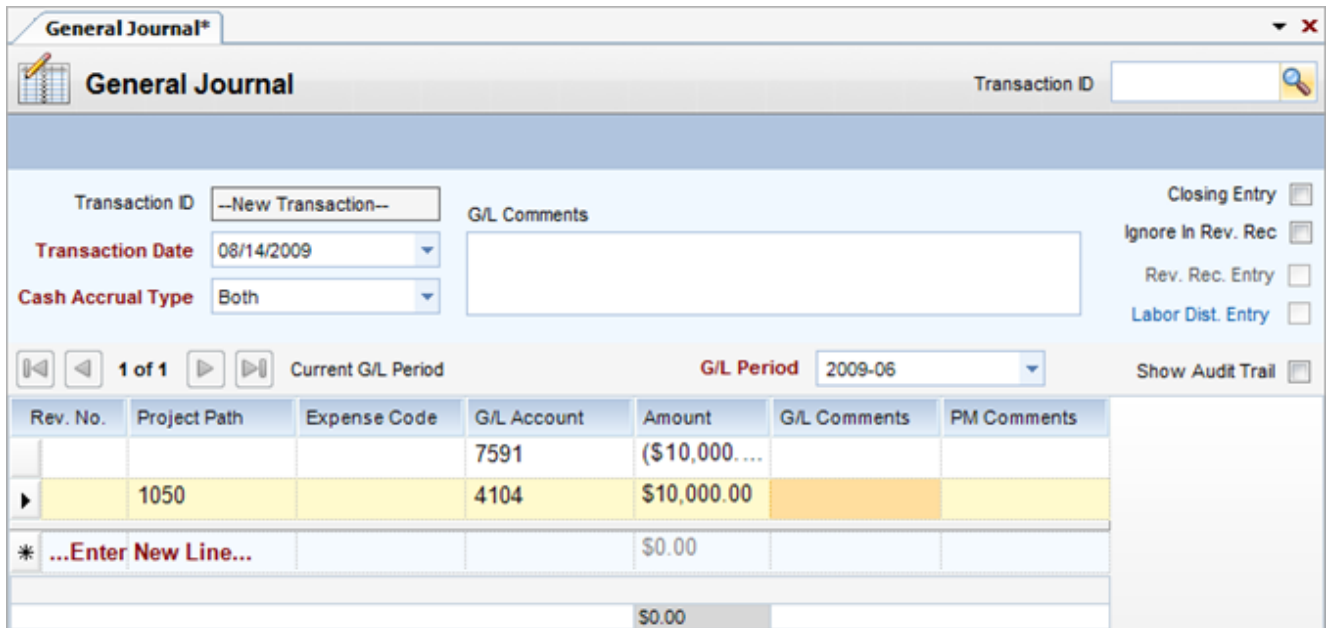 General Journal*
General Journal
Transaction ID
Transaction ID --New Transaction--
G/L Comments
Closing Entry
Transaction Date 08/14/2009
Ignore In Rev. Rec
Cash Accrual Type Both
Rev. Rec. Entry
Labor Dist. Entry
1 of 1 Current G/L Period G/L Period 2009-06 Show Audit Trail
Rev. No. Project Path Expense Code G/L Account Amount G/L Comments PM Comments
7591 ($10,000....
1050 4104 $10,000.00
...Enter New Line... $0.00
$0.00